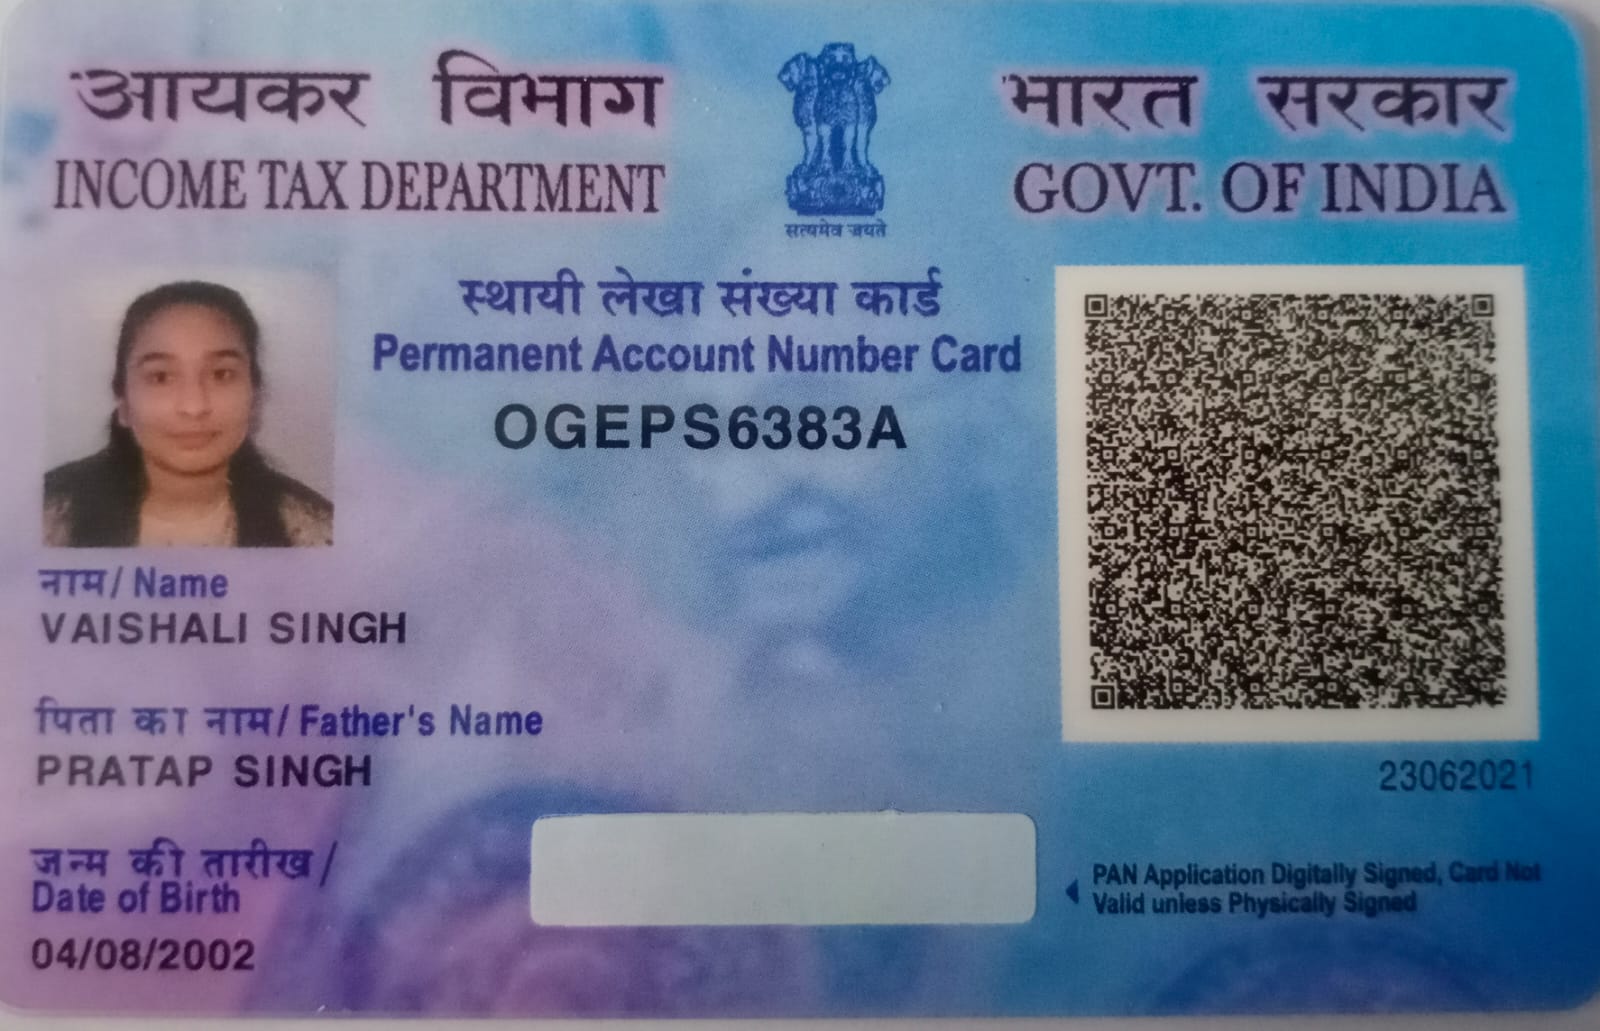 आयकर विभाग
INCOME TAX DEPARTMENT
सत्यमेव जयते
भारत सरकार
GOVT. OF INDIA
स्थायी लेखा संख्या कार्ड
Permanent Account Number Card
OGEPS6383A
नाम/ Name
VAISHALI SINGH
पिता का नाम/ Father's Name
PRATAP SINGH
जन्म की तारीख/
Date of Birth
04/08/2002
23062021
PAN Application Digitally Signed, Card Not
Valid unless Physically Signed